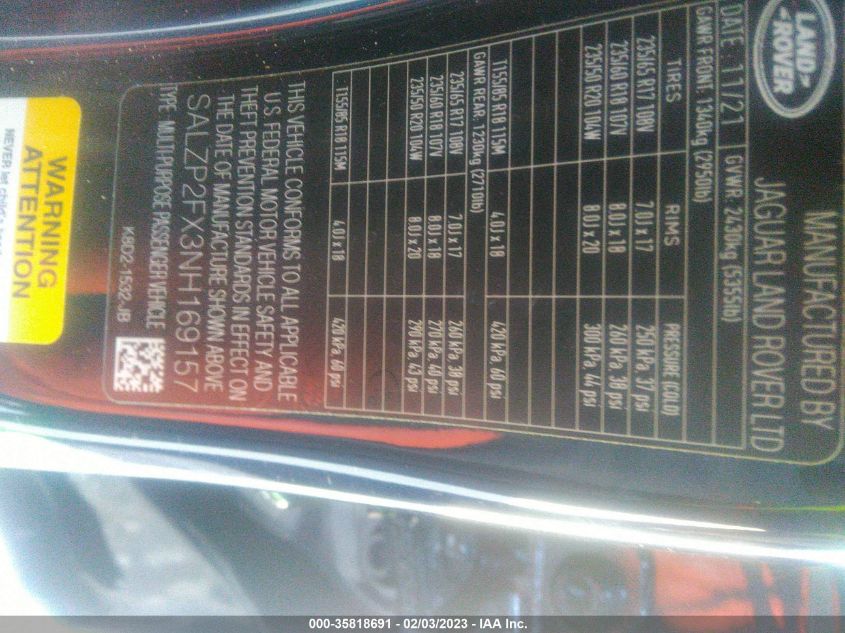 LAND-
ROVER
MANUFACTURED BY
JAGUAR LAND ROVER LTD
DATE 11/21 GVWR 2430kg (5355lb)
GAWR FRONT: 1340kg (2950lb)
TIRES RIMS PRESSURE (COLD)
235/65 R17 108V 7.0J x 17 250 kPa, 37 psi
235/60 R18 107V 8.0J x 18 260 kPa, 38 psi
235/50 R20 104W 8.0J x 20 300 kPa, 44 psi
T155/85 R18 115M 4.0J x 18 420 kPa, 60 psi
GAWR REAR: 1230kg (2710lb)
235/65 R17 108V 7.0J x 17 260 kPa, 38 psi
235/60 R18 107V 8.0J x 18 270 kPa, 40 psi
235/50 R20 104W 8.0J x 20 290 kPa, 43 psi
T155/85 R18 115M 4.0J x 18 420 kPa, 60 psi
THIS VEHICLE CONFORMS TO ALL APPLICABLE
U.S FEDERAL MOTOR VEHICLE SAFETY AND
THEFT PREVENTION STANDARDS IN EFFECT ON
THE DATE OF MANUFACTURE SHOWN ABOVE
SALZP2FX3NH169157
TYPE: MULTI-PURPOSE PASSENGER VEHICLE
K8D2-1532-JB
WARNING
ATTENTION
NEVER let child's
000-35818691 - 02/03/2023 - IAA Inc.